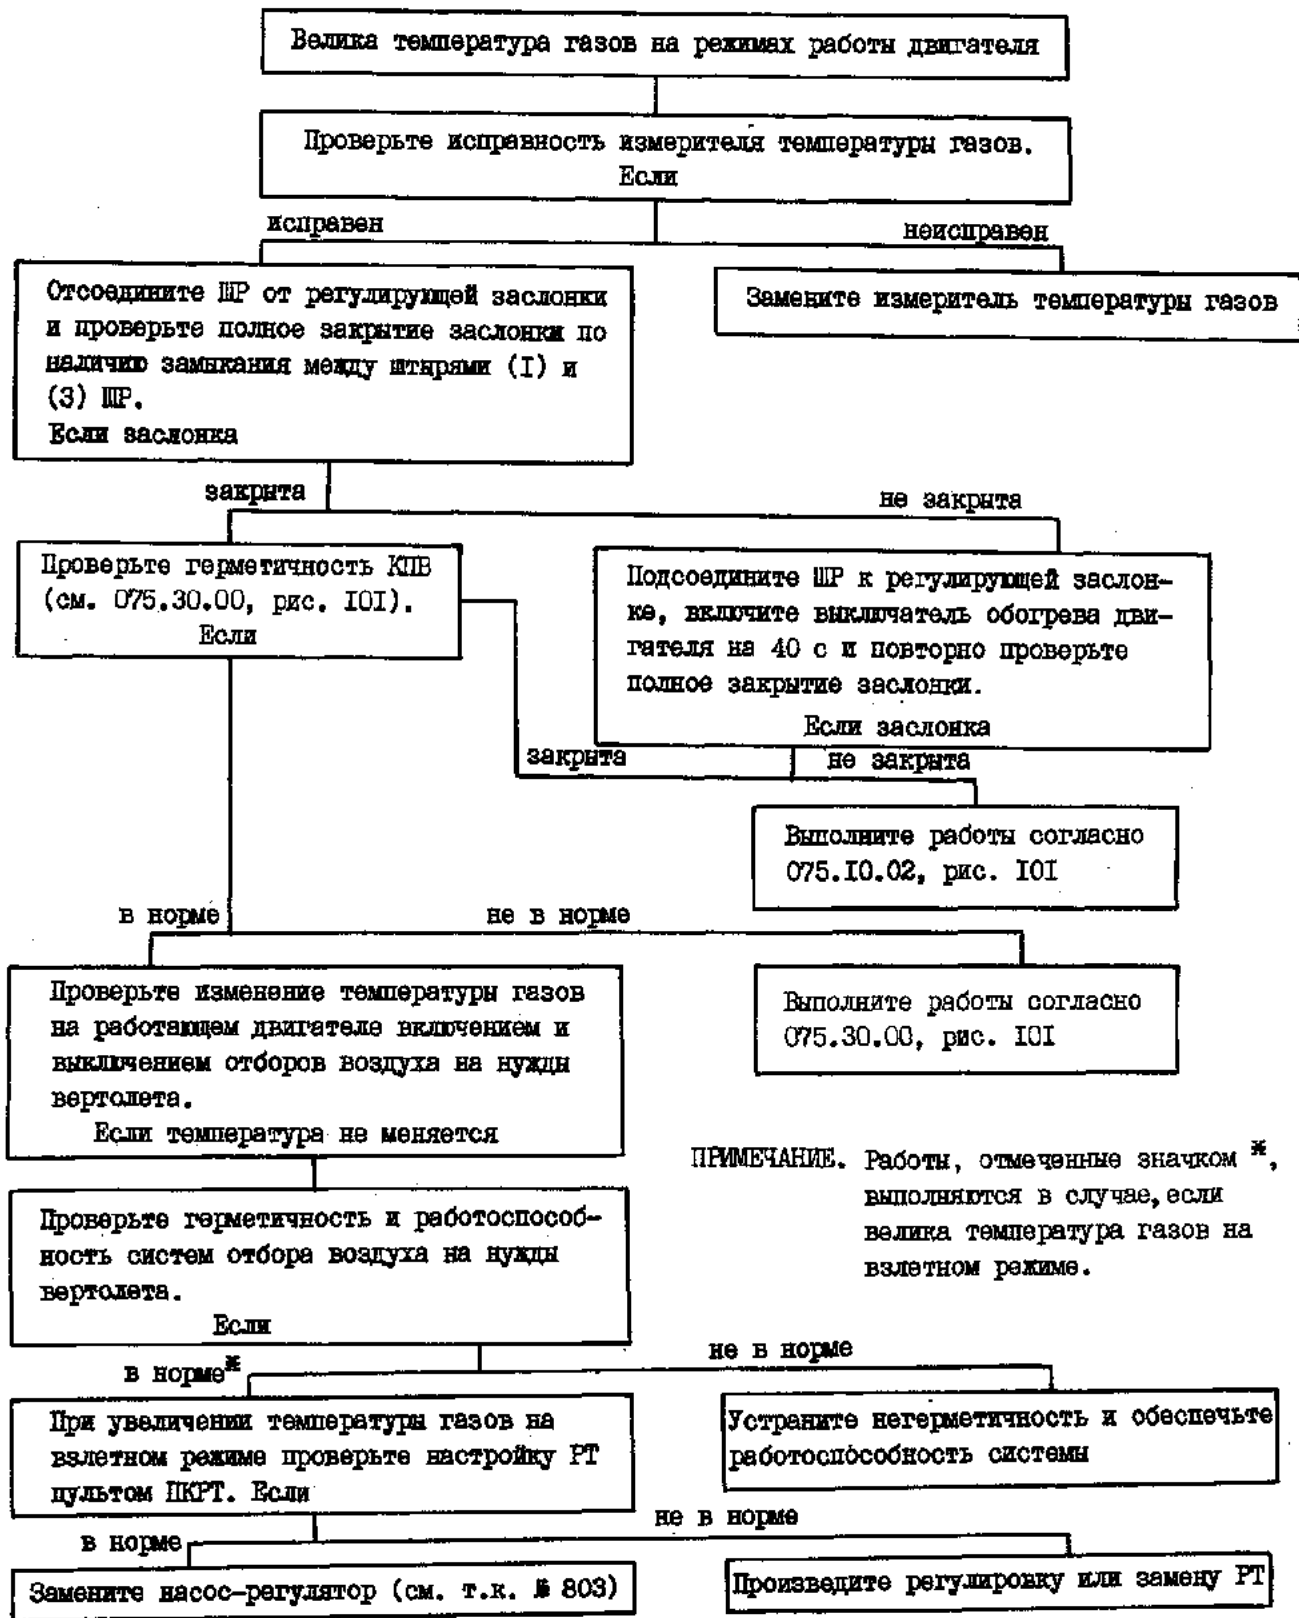 Велика температура газов на режимах работы двигателя
Проверьте исправность измерителя температуры газов.
Если
исправен
неисправен
Отсоедините ШР от регулирующей заслонки
и проверьте полное закрытие заслонки по
наличию замыкания между штырями (I) и
(3) ШР.
Если заслонка
Замените измеритель температуры газов
закрыта
не закрыта
Проверьте герметичность КПВ
(см. 075.30.00, рис. I0I).
Если
Подсоедините ШР к регулирующей заслон-
ке, включите выключатель обогрева дви-
гателя на 40 с и повторно проверьте
полное закрытие заслонки.
Если заслонка
закрыта
не закрыта
Выполните работы согласно
075.I0.02, рис. I0I
в норме
не в норме
Проверьте изменение температуры газов
на работающем двигателе включением и
выключением отборов воздуха на нужды
вертолета.
Если температура не меняется
Выполните работы согласно
075.30.00, рис. I0I
ПРИМЕЧАНИЕ. Работы, отмеченные значком *,
выполняются в случае, если
велика температура газов на
взлетном режиме.
Проверьте герметичность и работоспособ-
ность систем отбора воздуха на нужды
вертолета.
Если
в норме*
не в норме
При увеличении температуры газов на
взлетном режиме проверьте настройку РТ
пультом ПКРТ. Если
Устраните негерметичность и обеспечьте
работоспособность системы
в норме
не в норме
Замените насос-регулятор (см. т.к. № 803)
Произведите регулировку или замену РТ